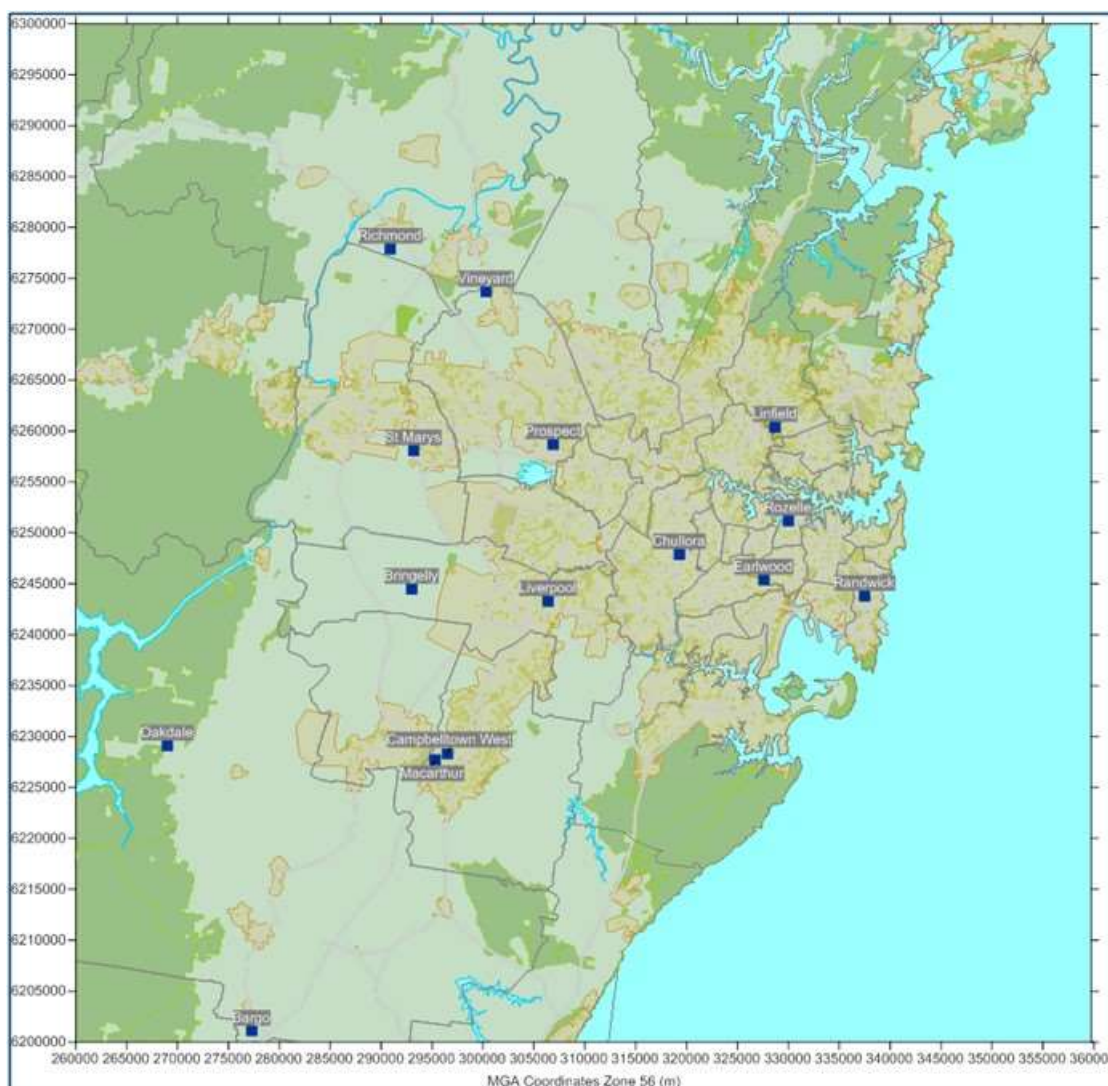 6300000
6295000
6290000
6285000
6280000
Richmond
6275000
Vineyard
6270000
6265000
Linfield
6260000
St Marys
Prospect
6255000
Rozelle
6250000
Chullora
Earlwood
6245000
Bringelly
Liverpool
Randwick
6240000
6235000
6230000
Oakdale
Campbelltown West
Macarthur
6225000
6220000
6215000
6210000
6205000
Bargo
6200000
260000 265000 270000 275000 280000 285000 290000 295000 300000 305000 310000 315000 320000 325000 330000 335000 340000 345000 350000 355000 36000
MGA Coordinates Zone 56 (m)